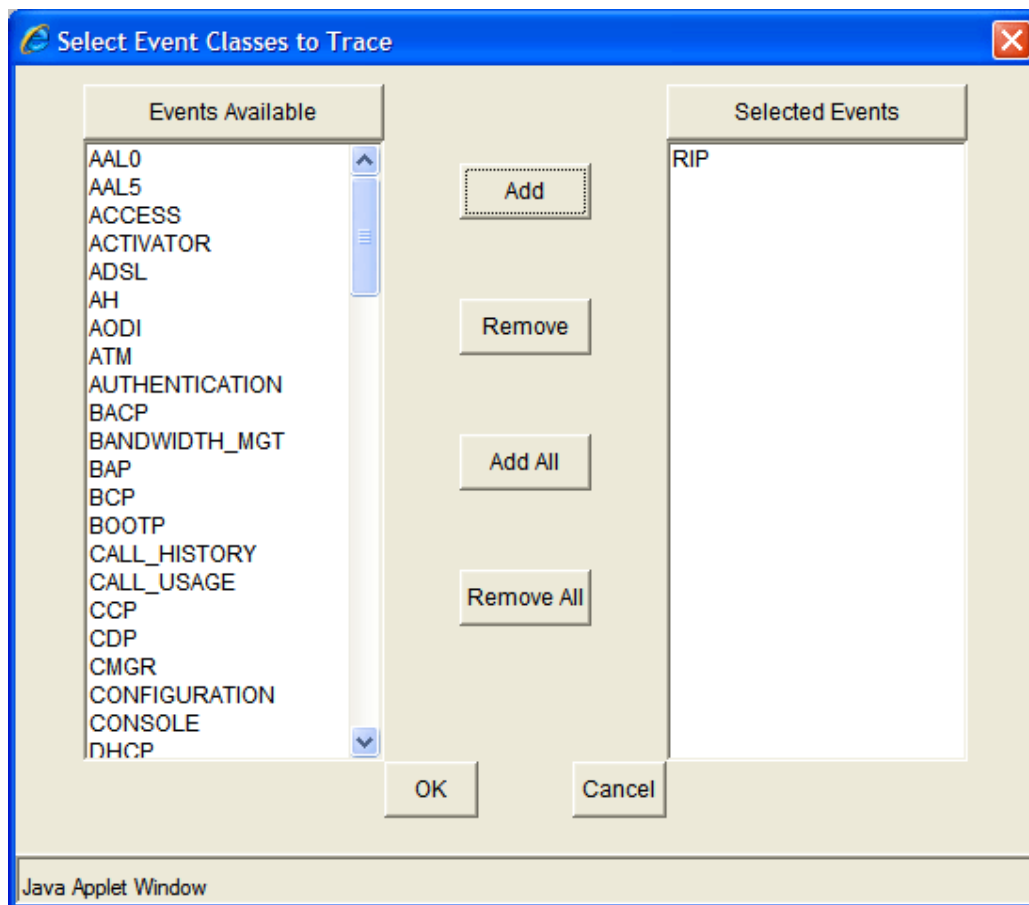 Select Event Classes to Trace
Events Available
AAL0
AAL5
ACCESS
ACTIVATOR
ADSL
AH
AODI
ATM
AUTHENTICATION
BACP
BANDWIDTH_MGT
BAP
BCP
BOOTP
CALL_HISTORY
CALL_USAGE
CCP
CDP
CMGR
CONFIGURATION
CONSOLE
DHCP
Add
Remove
Add All
Remove All
Selected Events
RIP
OK
Cancel
Java Applet Window